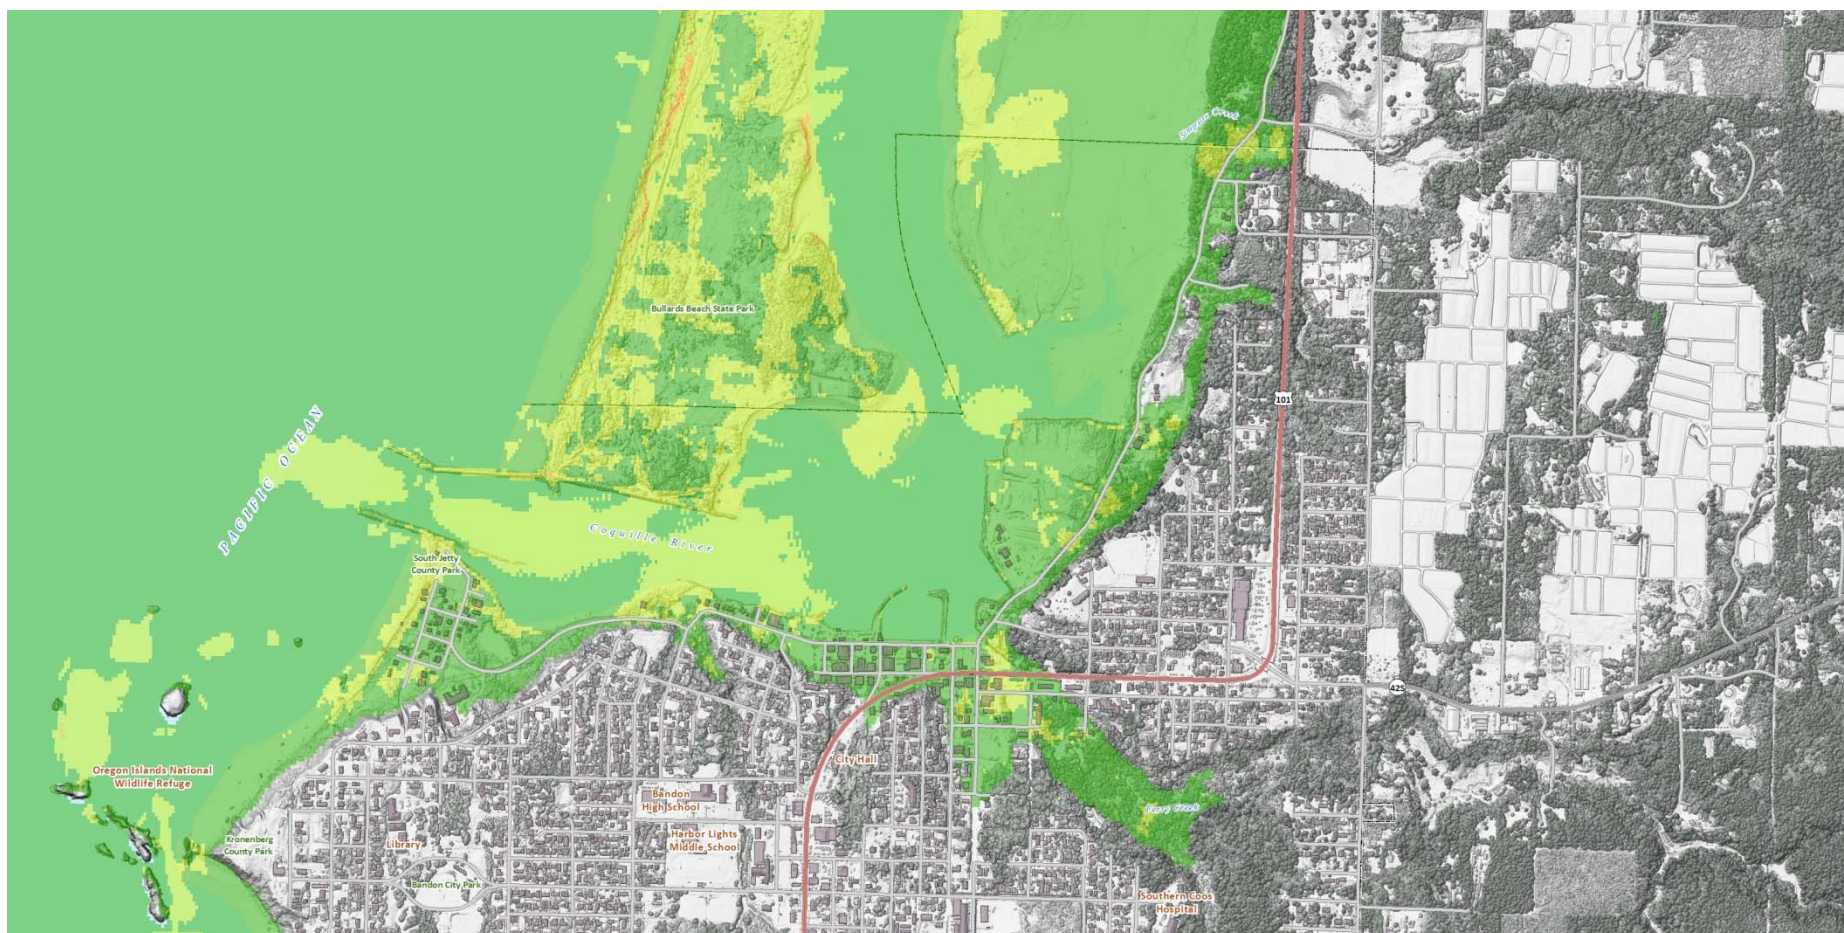 Simpson Creek
Bullards Beach State Park
101
PACIFIC OCEAN
Coquille River
South Jetty
County Park
42S
Oregon Islands National
Wildlife Refuge
City Hall
Bandon
High School
Ferry Creek
Harbor Lights
Middle School
Kronenberg
County Park
Library
Bandon City Park
Southern Coos
Hospital